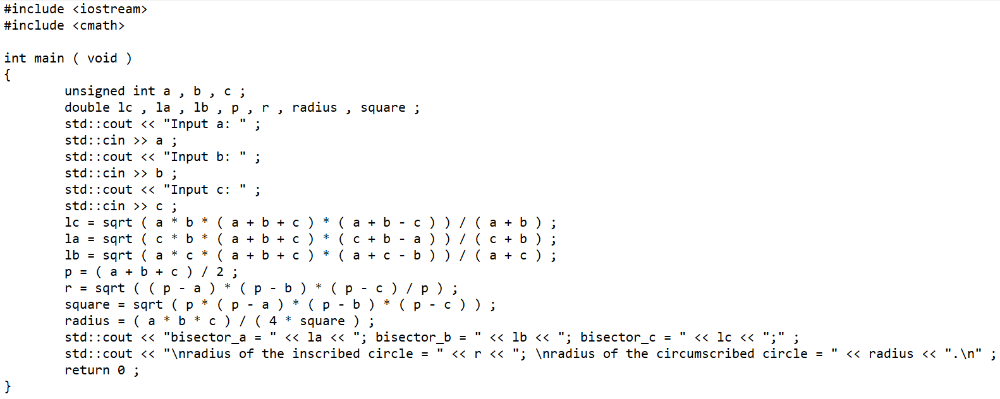 #include <iostream>
#include <cmath>

int main ( void )
{
        unsigned int a , b , c ;
        double lc , la , lb , p , r , radius , square ;
        std::cout << "Input a: " ;
        std::cin >> a ;
        std::cout << "Input b: " ;
        std::cin >> b ;
        std::cout << "Input c: " ;
        std::cin >> c ;
        lc = sqrt ( a * b * ( a + b + c ) * ( a + b - c ) ) / ( a + b ) ;
        la = sqrt ( c * b * ( a + b + c ) * ( c + b - a ) ) / ( c + b ) ;
        lb = sqrt ( a * c * ( a + b + c ) * ( a + c - b ) ) / ( a + c ) ;
        p = ( a + b + c ) / 2 ;
        r = sqrt ( ( p - a ) * ( p - b ) * ( p - c ) / p ) ;
        square = sqrt ( p * ( p - a ) * ( p - b ) * ( p - c ) ) ;
        radius = ( a * b * c ) / ( 4 * square ) ;
        std::cout << "bisector_a = " << la << "; bisector_b = " << lb << "; bisector_c = " << lc << ";" ;
        std::cout << "\nradius of the inscribed circle = " << r << "; \nradius of the circumscribed circle = " << radius << ".\n" ;
        return 0 ;
}